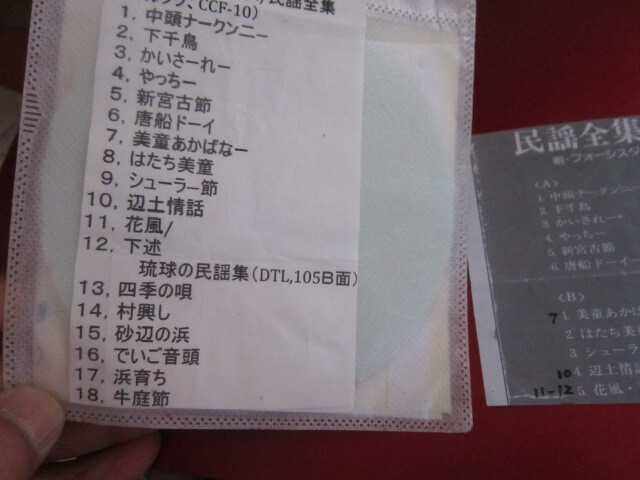 民謡全集
CCF-10)
1, 中頭ナークンニー
2, 下千鳥
3, かいさーれー
4, やっちー
5, 新宮古節
6, 唐船ドーイ
7, 美童あかばなー
8, はたち美童
9, シューラー節
10, 辺土情話
11, 花風/
12, 下述
琉球の民謡集(DTL,105B面)
13, 四季の唄
14, 村興し
15, 砂辺の浜
16, でいご音頭
17, 浜育ち
18, 牛庭節
民謡全集
唄・フォーシスタ
<A>
1. 中頭ナークンニー
2. 下千鳥
3. かいされー
4. やっちー
5. 新宮古節
6. 唐船ドーイ
<B>
7 1. 美童あかば
2. はたち美
3. シューラ
10 4. 辺土情話
11-12 5. 花風・